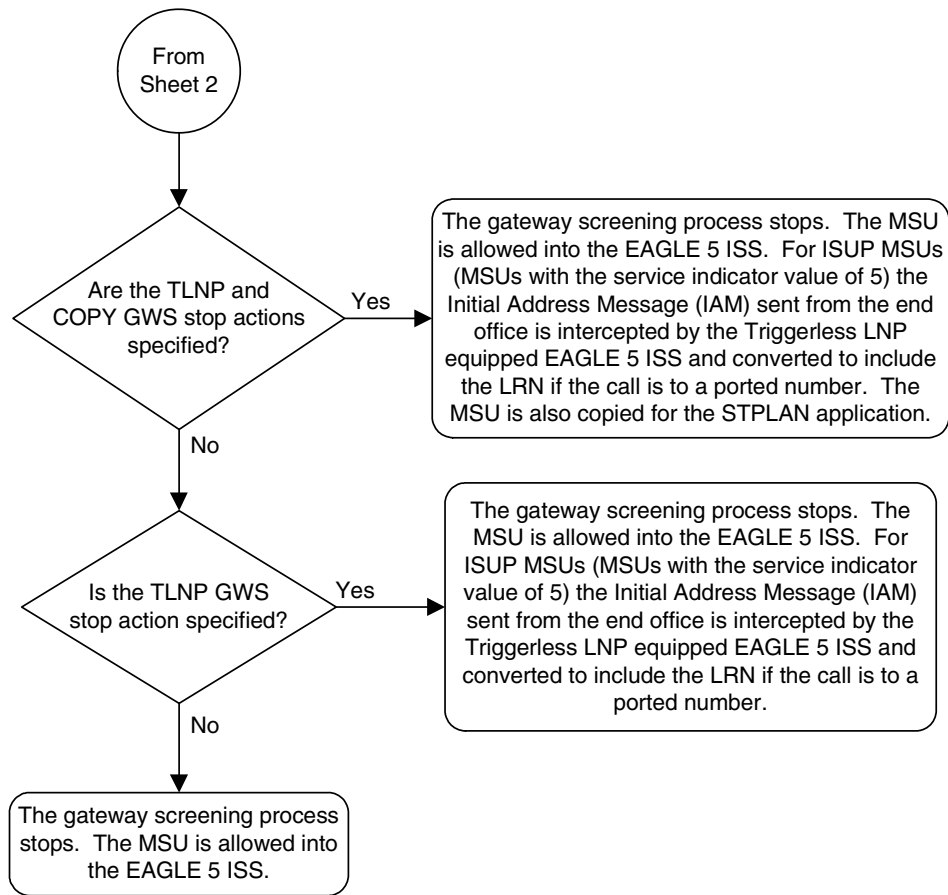 From
Sheet 2
Are the TLNP and
COPY GWS stop actions
specified?
Yes
The gateway screening process stops.  The MSU
is allowed into the EAGLE 5 ISS.  For ISUP MSUs
(MSUs with the service indicator value of 5) the
Initial Address Message (IAM) sent from the end
office is intercepted by the Triggerless LNP
equipped EAGLE 5 ISS and converted to include
the LRN if the call is to a ported number.  The
MSU is also copied for the STPLAN application.
No
Is the TLNP GWS
stop action specified?
Yes
The gateway screening process stops.  The
MSU is allowed into the EAGLE 5 ISS.  For
ISUP MSUs (MSUs with the service indicator
value of 5) the Initial Address Message (IAM)
sent from the end office is intercepted by the
Triggerless LNP equipped EAGLE 5 ISS and
converted to include the LRN if the call is to a
ported number.
No
The gateway screening process
stops.  The MSU is allowed into
the EAGLE 5 ISS.